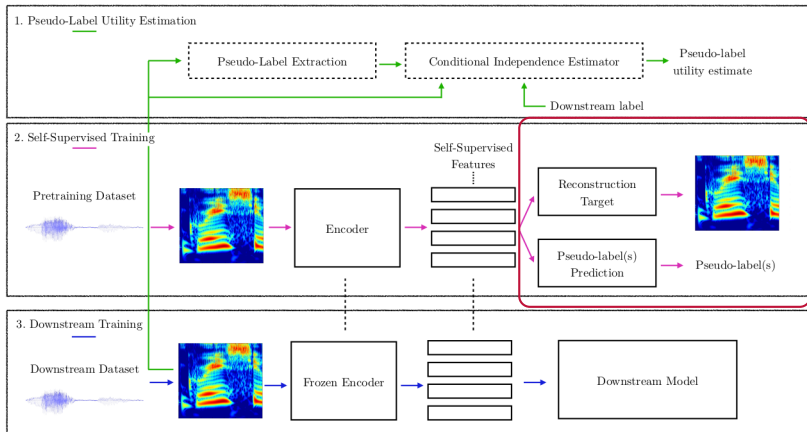 1. Pseudo-Label Utility Estimation
Pseudo-Label Extraction
Conditional Independence Estimator
Pseudo-label
utility estimate
Downstream label
2. Self-Supervised Training
Self-Supervised
Features
Pretraining Dataset
Encoder
Reconstruction
Target
Pseudo-label(s)
Prediction
Pseudo-label(s)
3. Downstream Training
Downstream Dataset
Frozen Encoder
Downstream Model